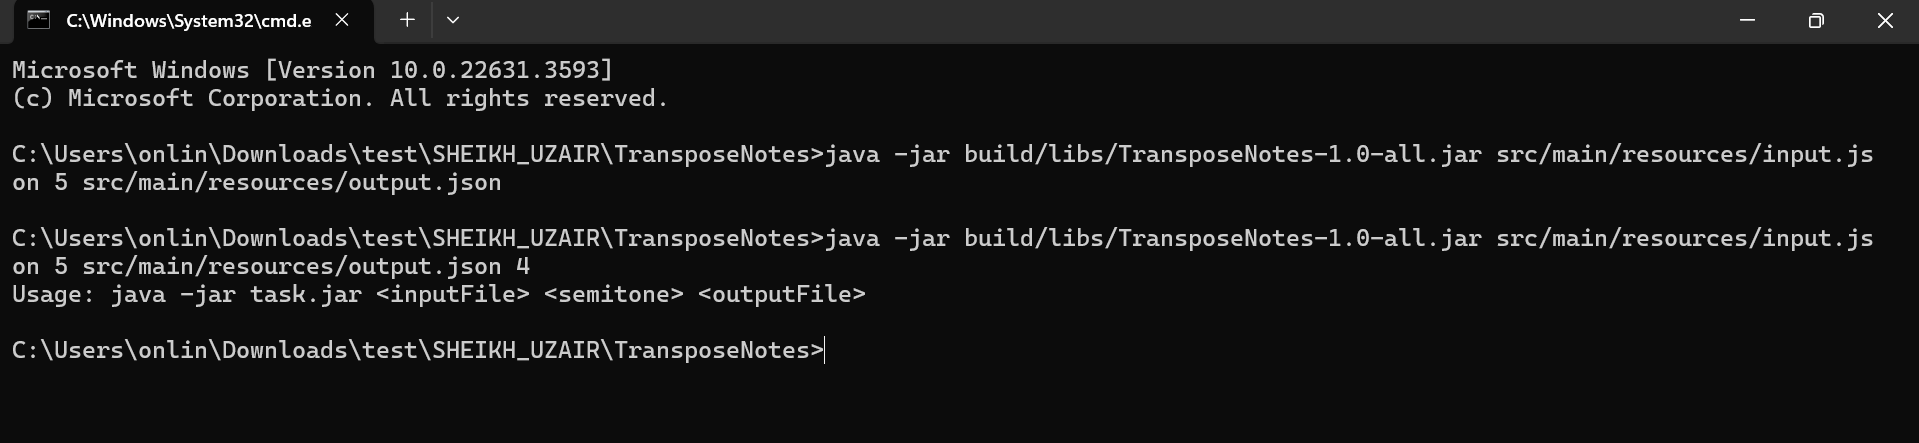 C:\Windows\System32\cmd.e
Microsoft Windows [Version 10.0.22631.3593]
(c) Microsoft Corporation. All rights reserved.
C:\Users\onlin\Downloads\test\SHEIKH_UZAIR\TransposeNotes>java -jar build/libs/TransposeNotes-1.0-all.jar src/main/resources/input.js
on 5 src/main/resources/output.json
C:\Users\onlin\Downloads\test\SHEIKH_UZAIR\TransposeNotes>java -jar build/libs/TransposeNotes-1.0-all.jar src/main/resources/input.js
on 5 src/main/resources/output.json 4
Usage: java -jar task.jar <inputFile> <semitone> <outputFile>
C:\Users\onlin\Downloads\test\SHEIKH_UZAIR\TransposeNotes>